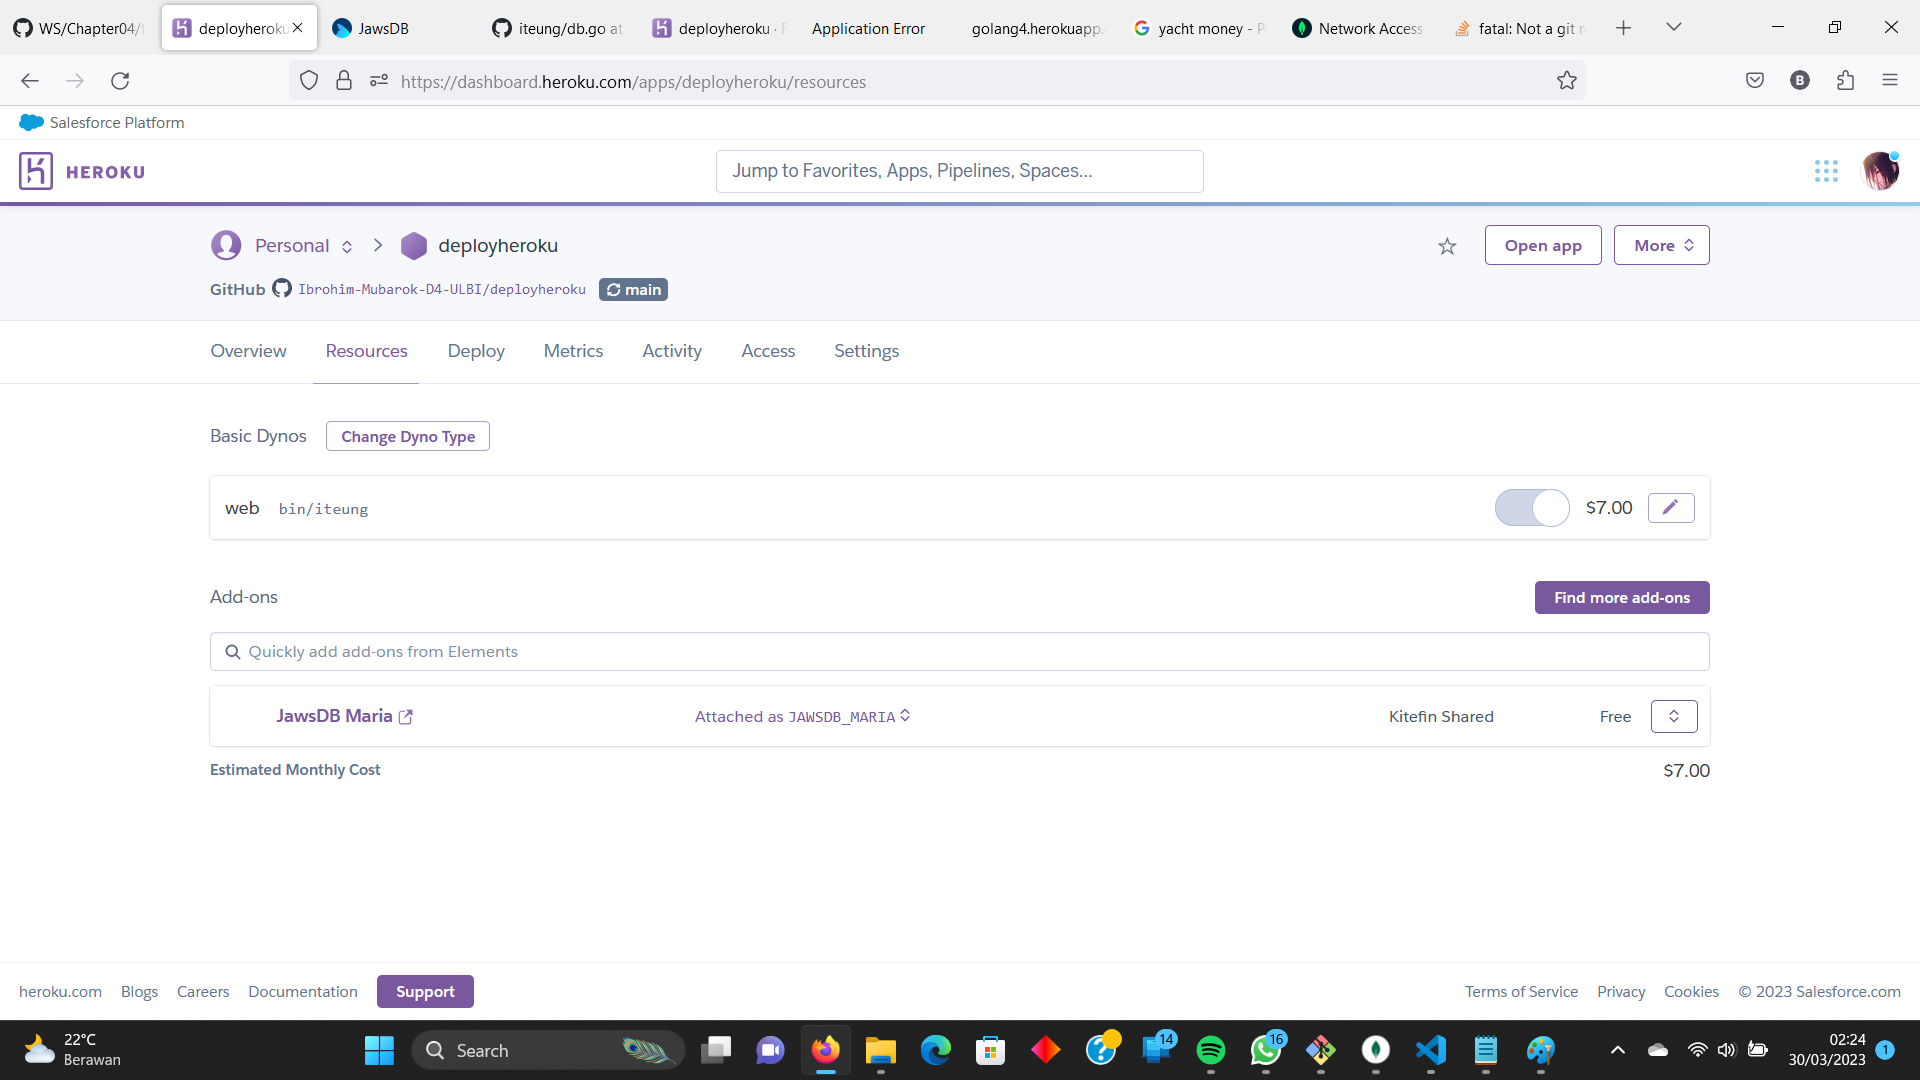 WS/Chapter04/t
deployheroku
JawsDB
iteung/db.go at
deployheroku · 
Application Error
golang4.herokuapp.
yacht money - P
Network Access
fatal: Not a git r
https://dashboard.heroku.com/apps/deployheroku/resources
B
Salesforce Platform
HEROKU
Jump to Favorites, Apps, Pipelines, Spaces...
Personal
deployheroku
Open app
More
GitHub
Ibrohim-Mubarok-D4-ULBI/deployheroku
main
Overview
Resources
Deploy
Metrics
Activity
Access
Settings
Basic Dynos
Change Dyno Type
web
bin/iteung
$7.00
Add-ons
Find more add-ons
Quickly add add-ons from Elements
JawsDB Maria
Attached as JAWSDB_MARIA
Kitefin Shared
Free
Estimated Monthly Cost
$7.00
heroku.com
Blogs
Careers
Documentation
Support
Terms of Service
Privacy
Cookies
© 2023 Salesforce.com
22°C
Berawan
Search
14
16
02:24
30/03/2023
1